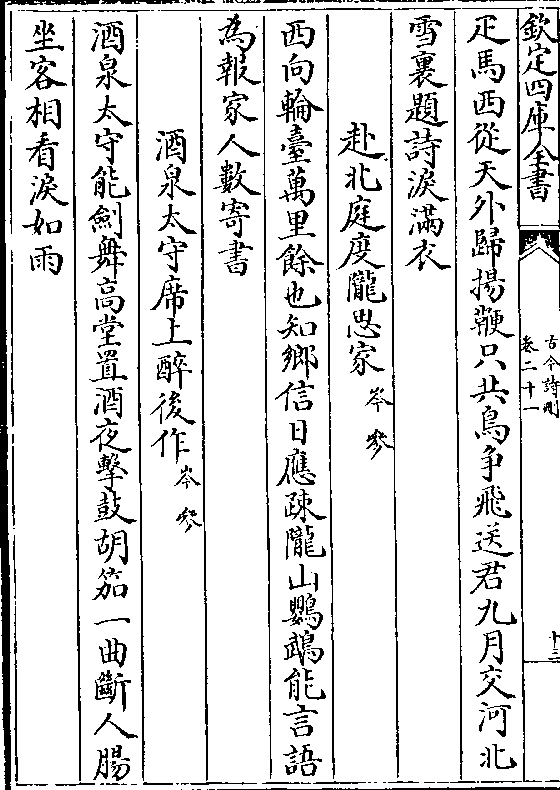 欽定四庫全書
古今詩刪
卷二十一
十三
疋馬西從天外歸揚鞭只共鳥争飛送君九月交河北
雪裏題詩淚滿衣
赴北庭度隴思家 岑參
西向輪臺萬里餘也知鄉信日應疎隴山鸚鵡能言語
為報家人數寄書
酒泉太守席上醉後作 岑參
酒泉太守能劒舞高堂置酒夜擊鼓胡笳一曲斷人腸
坐客相看淚如雨